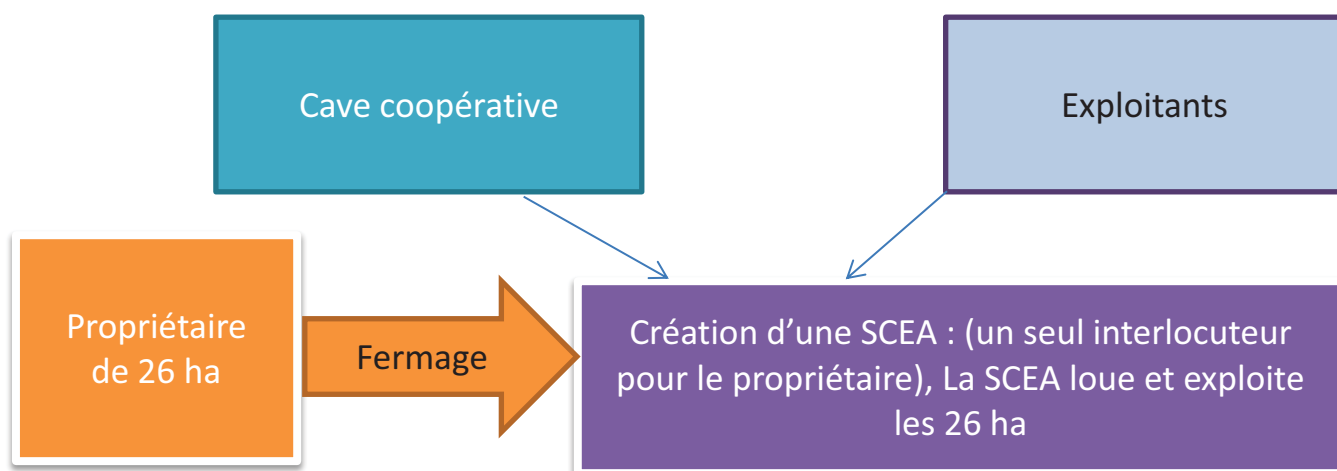 Cave coopérative
Exploitants
Propriétaire
de 26 ha
Fermage
Création d’une SCEA : (un seul interlocuteur
pour le propriétaire), La SCEA loue et exploite
les 26 ha